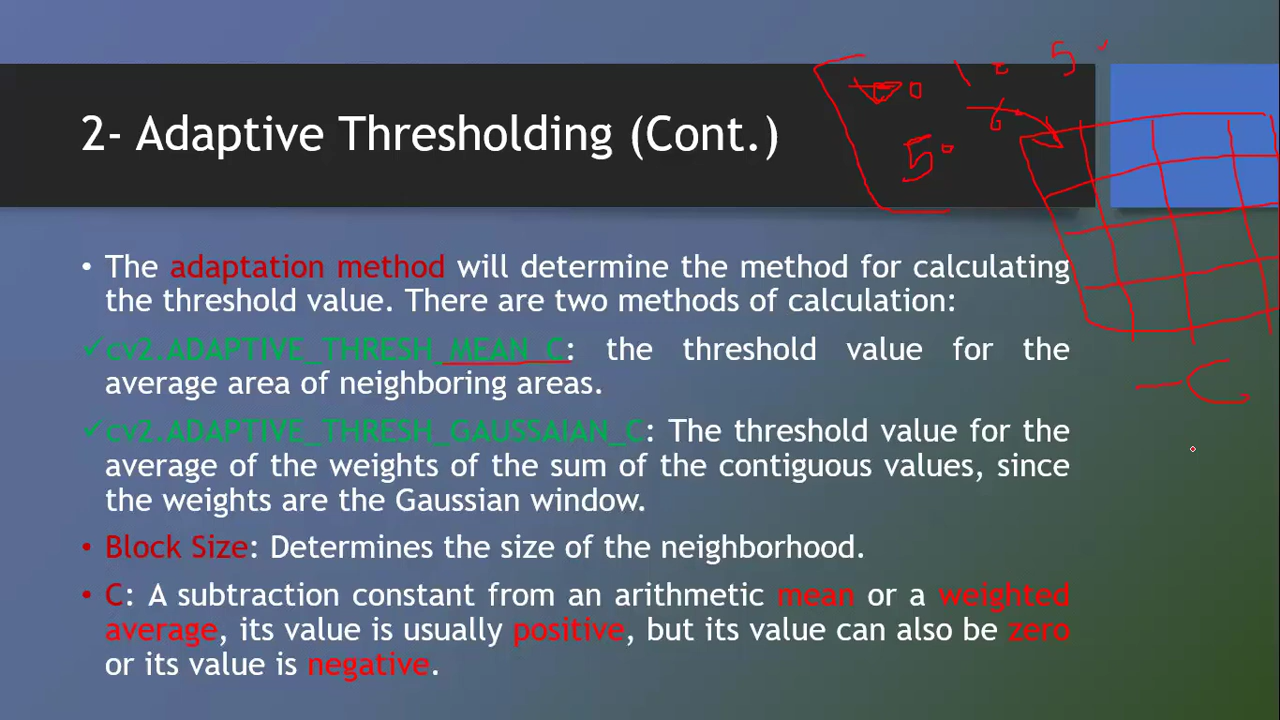 2- Adaptive Thresholding (Cont.)
• The adaptation method will determine the method for calculating
the threshold value. There are two methods of calculation:
✓cv2.ADAPTIVE_THRESH_MEAN_C: the threshold value for the
average area of neighboring areas.
✓cv2.ADAPTIVE_THRESH_GAUSSAIAN_C: The threshold value for the
average of the weights of the sum of the contiguous values, since
the weights are the Gaussian window.
• Block Size: Determines the size of the neighborhood.
• C: A subtraction constant from an arithmetic mean or a weighted
average, its value is usually positive, but its value can also be zero
or its value is negative.
-C